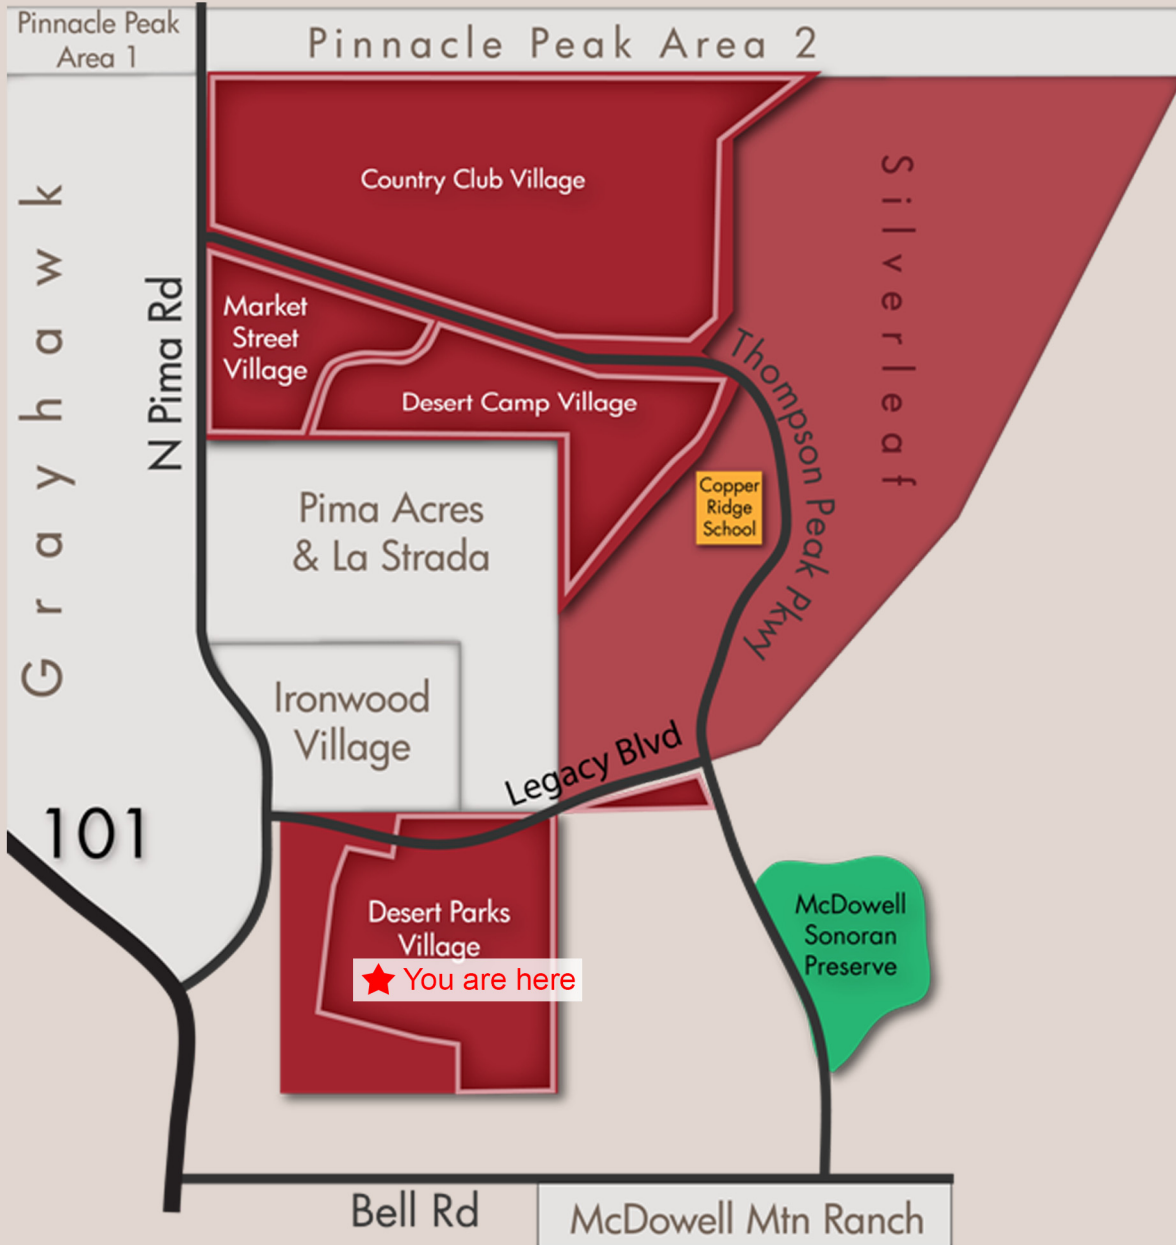 Pinnacle Peak
Area 1
Pinnacle Peak Area 2
Grayhawk
N Pima Rd
Country Club Village
Silverleaf
Market
Street
Village
Desert Camp Village
Thompson Peak Pkwy
Copper
Ridge
School
Pima Acres
& La Strada
Ironwood
Village
Legacy Blvd
101
Desert Parks
Village
You are here
McDowell
Sonoran
Preserve
Bell Rd
McDowell Mtn Ranch